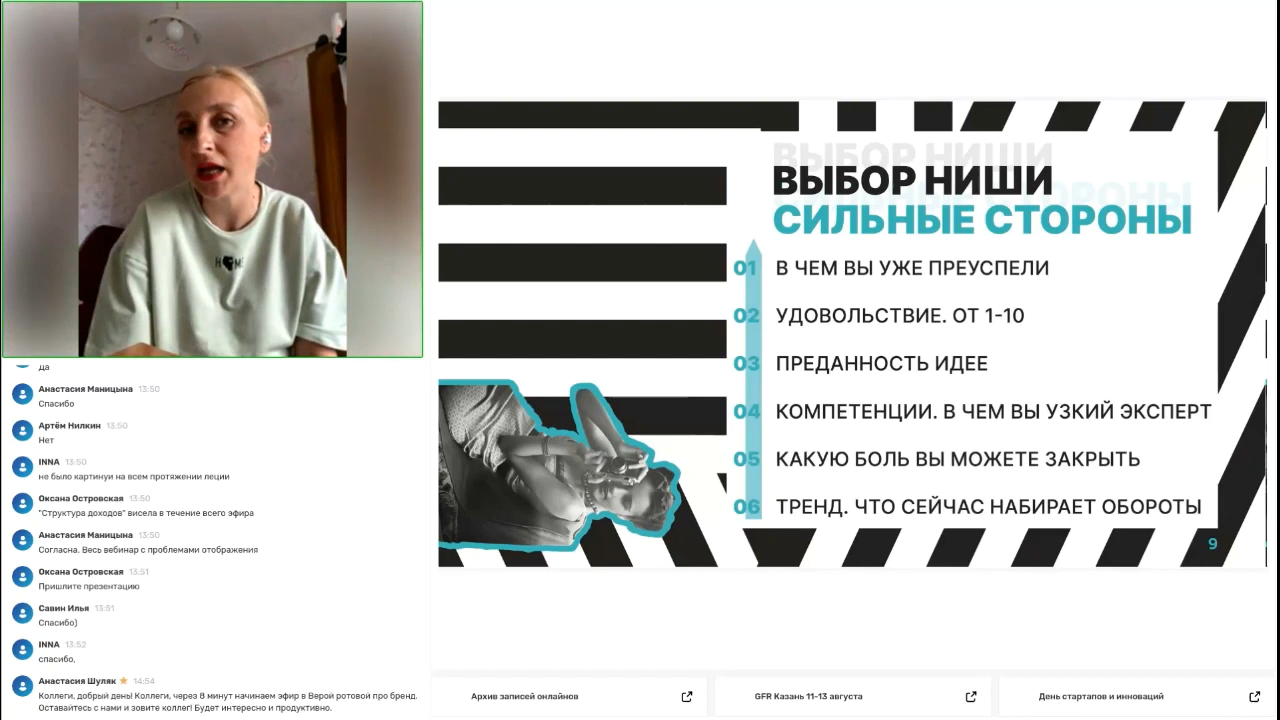 H♥ME
Да
Анастасия Маницына 13:50
Спасибо
Артём Нилкин 13:50
Нет
INNA 13:50
не было картинуи на всем протяжении леции
Оксана Островская 13:50
"Структура доходов" висела в течение всего эфира
Анастасия Маницына 13:50
Согласна. Весь вебинар с проблемами отображения
Оксана Островская 13:51
Пришлите презентацию
Савин Илья 13:51
Спасибо)
INNA 13:52
спасибо,
Анастасия Шуляк 14:54
Коллеги, добрый день! Коллеги, через 8 минут начинаем эфир в Верой ротовой про бренд.
Оставайтесь с нами и зовите коллег! Будет интересно и продуктивно.
ВЫБОР НИШИ
СИЛЬНЫЕ СТОРОНЫ
01 В ЧЕМ ВЫ УЖЕ ПРЕУСПЕЛИ
02 УДОВОЛЬСТВИЕ. ОТ 1-10
03 ПРЕДАННОСТЬ ИДЕЕ
04 КОМПЕТЕНЦИИ. В ЧЕМ ВЫ УЗКИЙ ЭКСПЕРТ
05 КАКУЮ БОЛЬ ВЫ МОЖЕТЕ ЗАКРЫТЬ
06 ТРЕНД. ЧТО СЕЙЧАС НАБИРАЕТ ОБОРОТЫ
9
Архив записей онлайнов
GFR Казань 11-13 августа
День стартапов и инноваций